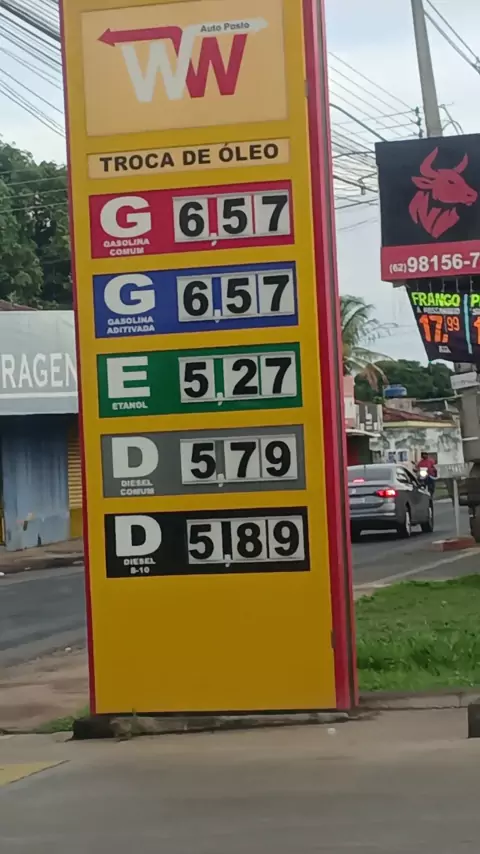 Auto Posto
WW
TROCA DE ÓLEO
G 6,57
GASOLINA
COMUM
G 6,57
GASOLINA
ADITIVADA
E 5,27
ETANOL
D 5,79
DIESEL
COMUM
D 5,89
DIESEL
S-10
RAGEN
(62)98156-7
FRANGO
17,99